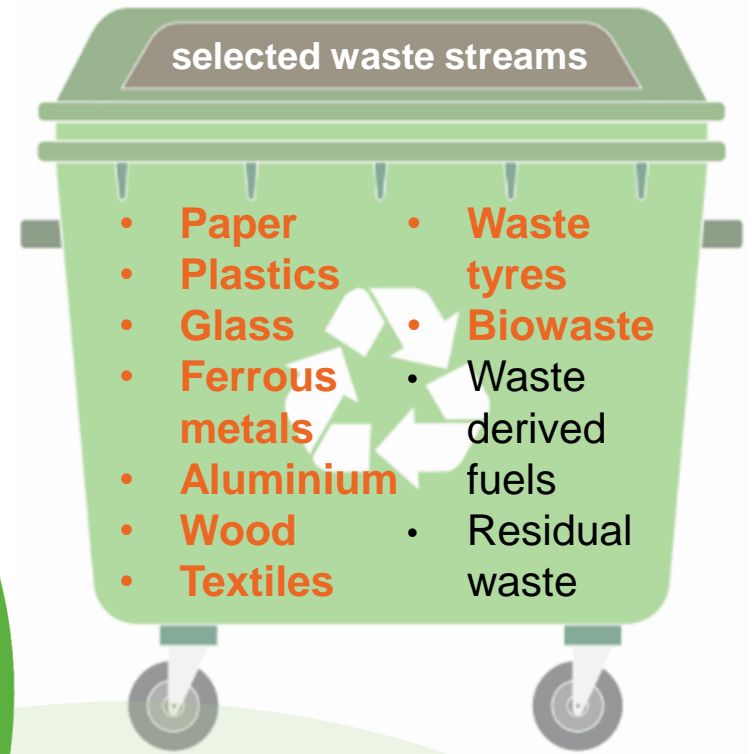 selected waste streams
• Paper
• Plastics
• Glass
• Ferrous
metals
• Aluminium
• Wood
• Textiles
• Waste
tyres
• Biowaste
• Waste
derived
fuels
• Residual
waste